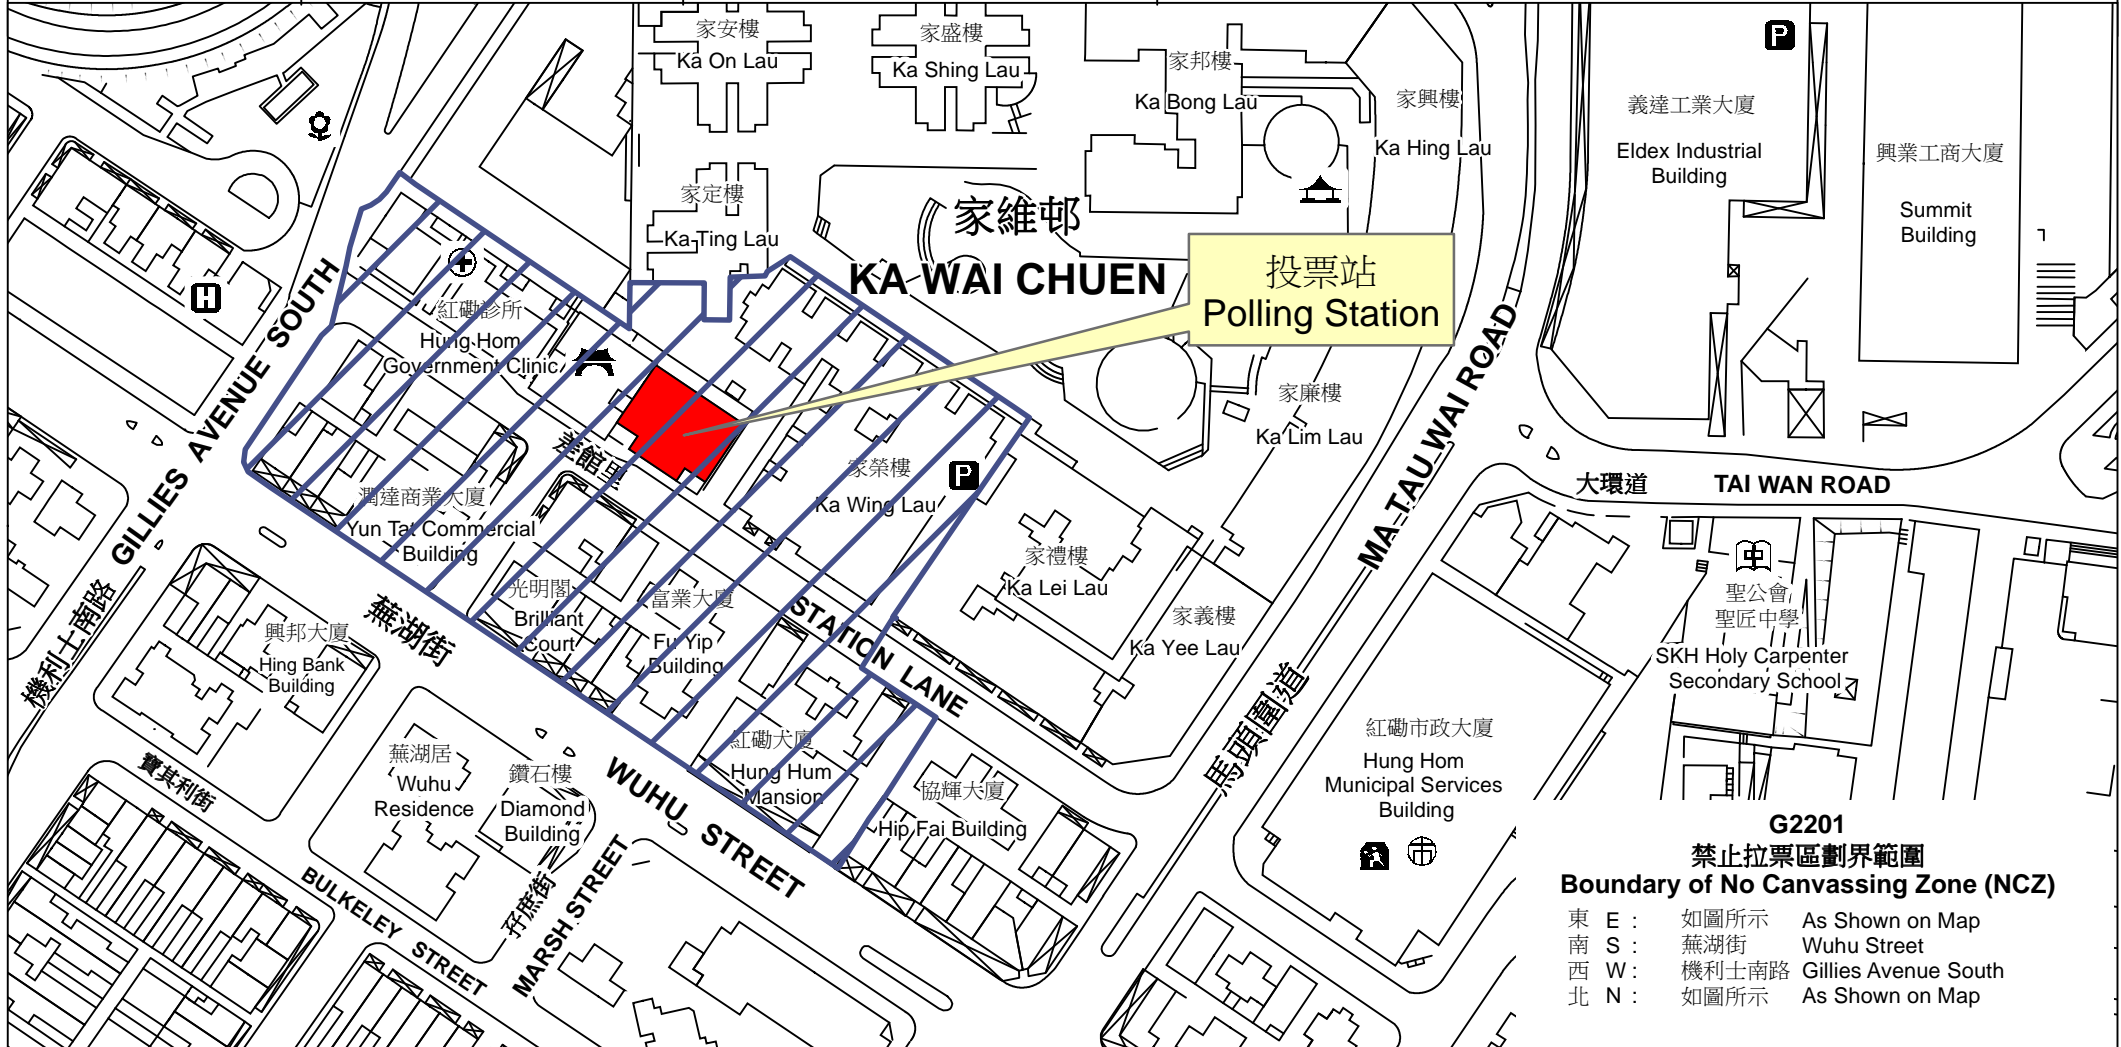 家安樓
Ka On Lau
家盛樓
Ka Shing Lau
家邦樓
Ka Bong Lau
家興樓
Ka Hing Lau
P
義達工業大廈
Eldex Industrial
Building
興業工商大廈
Summit
Building
家定樓
Ka Ting Lau
家維邨
KA WAI CHUEN
投票站
Polling Station
H
紅磡診所
Hung Hom
Government Clinic
GILLIES AVENUE SOUTH
機利士南路
差館里
STATION LANE
潤達商業大廈
Yun Tat Commercial
Building
家榮樓
Ka Wing Lau
P
家廉樓
Ka Lim Lau
MA TAU WAI ROAD
馬頭圍道
大環道
TAI WAN ROAD
家禮樓
Ka Lei Lau
家義樓
Ka Yee Lau
中
聖公會
聖匠中學
SKH Holy Carpenter
Secondary School
光明閣
Brilliant
Court
富業大廈
Fu Yip
Building
蕪湖街
WUHU STREET
興邦大廈
Hing Bank
Building
紅磡大廈
Hung Hum
Mansion
協輝大廈
Hip Fai Building
紅磡市政大廈
Hung Hom
Municipal Services
Building
市
蕪湖居
Wuhu
Residence
鑽石樓
Diamond
Building
寶其利街
BULKELEY STREET
孖庶街
MARSH STREET
G2201
禁止拉票區劃界範圍
Boundary of No Canvassing Zone (NCZ)
東 E : 如圖所示 As Shown on Map
南 S : 蕪湖街 Wuhu Street
西 W : 機利士南路 Gillies Avenue South
北 N : 如圖所示 As Shown on Map